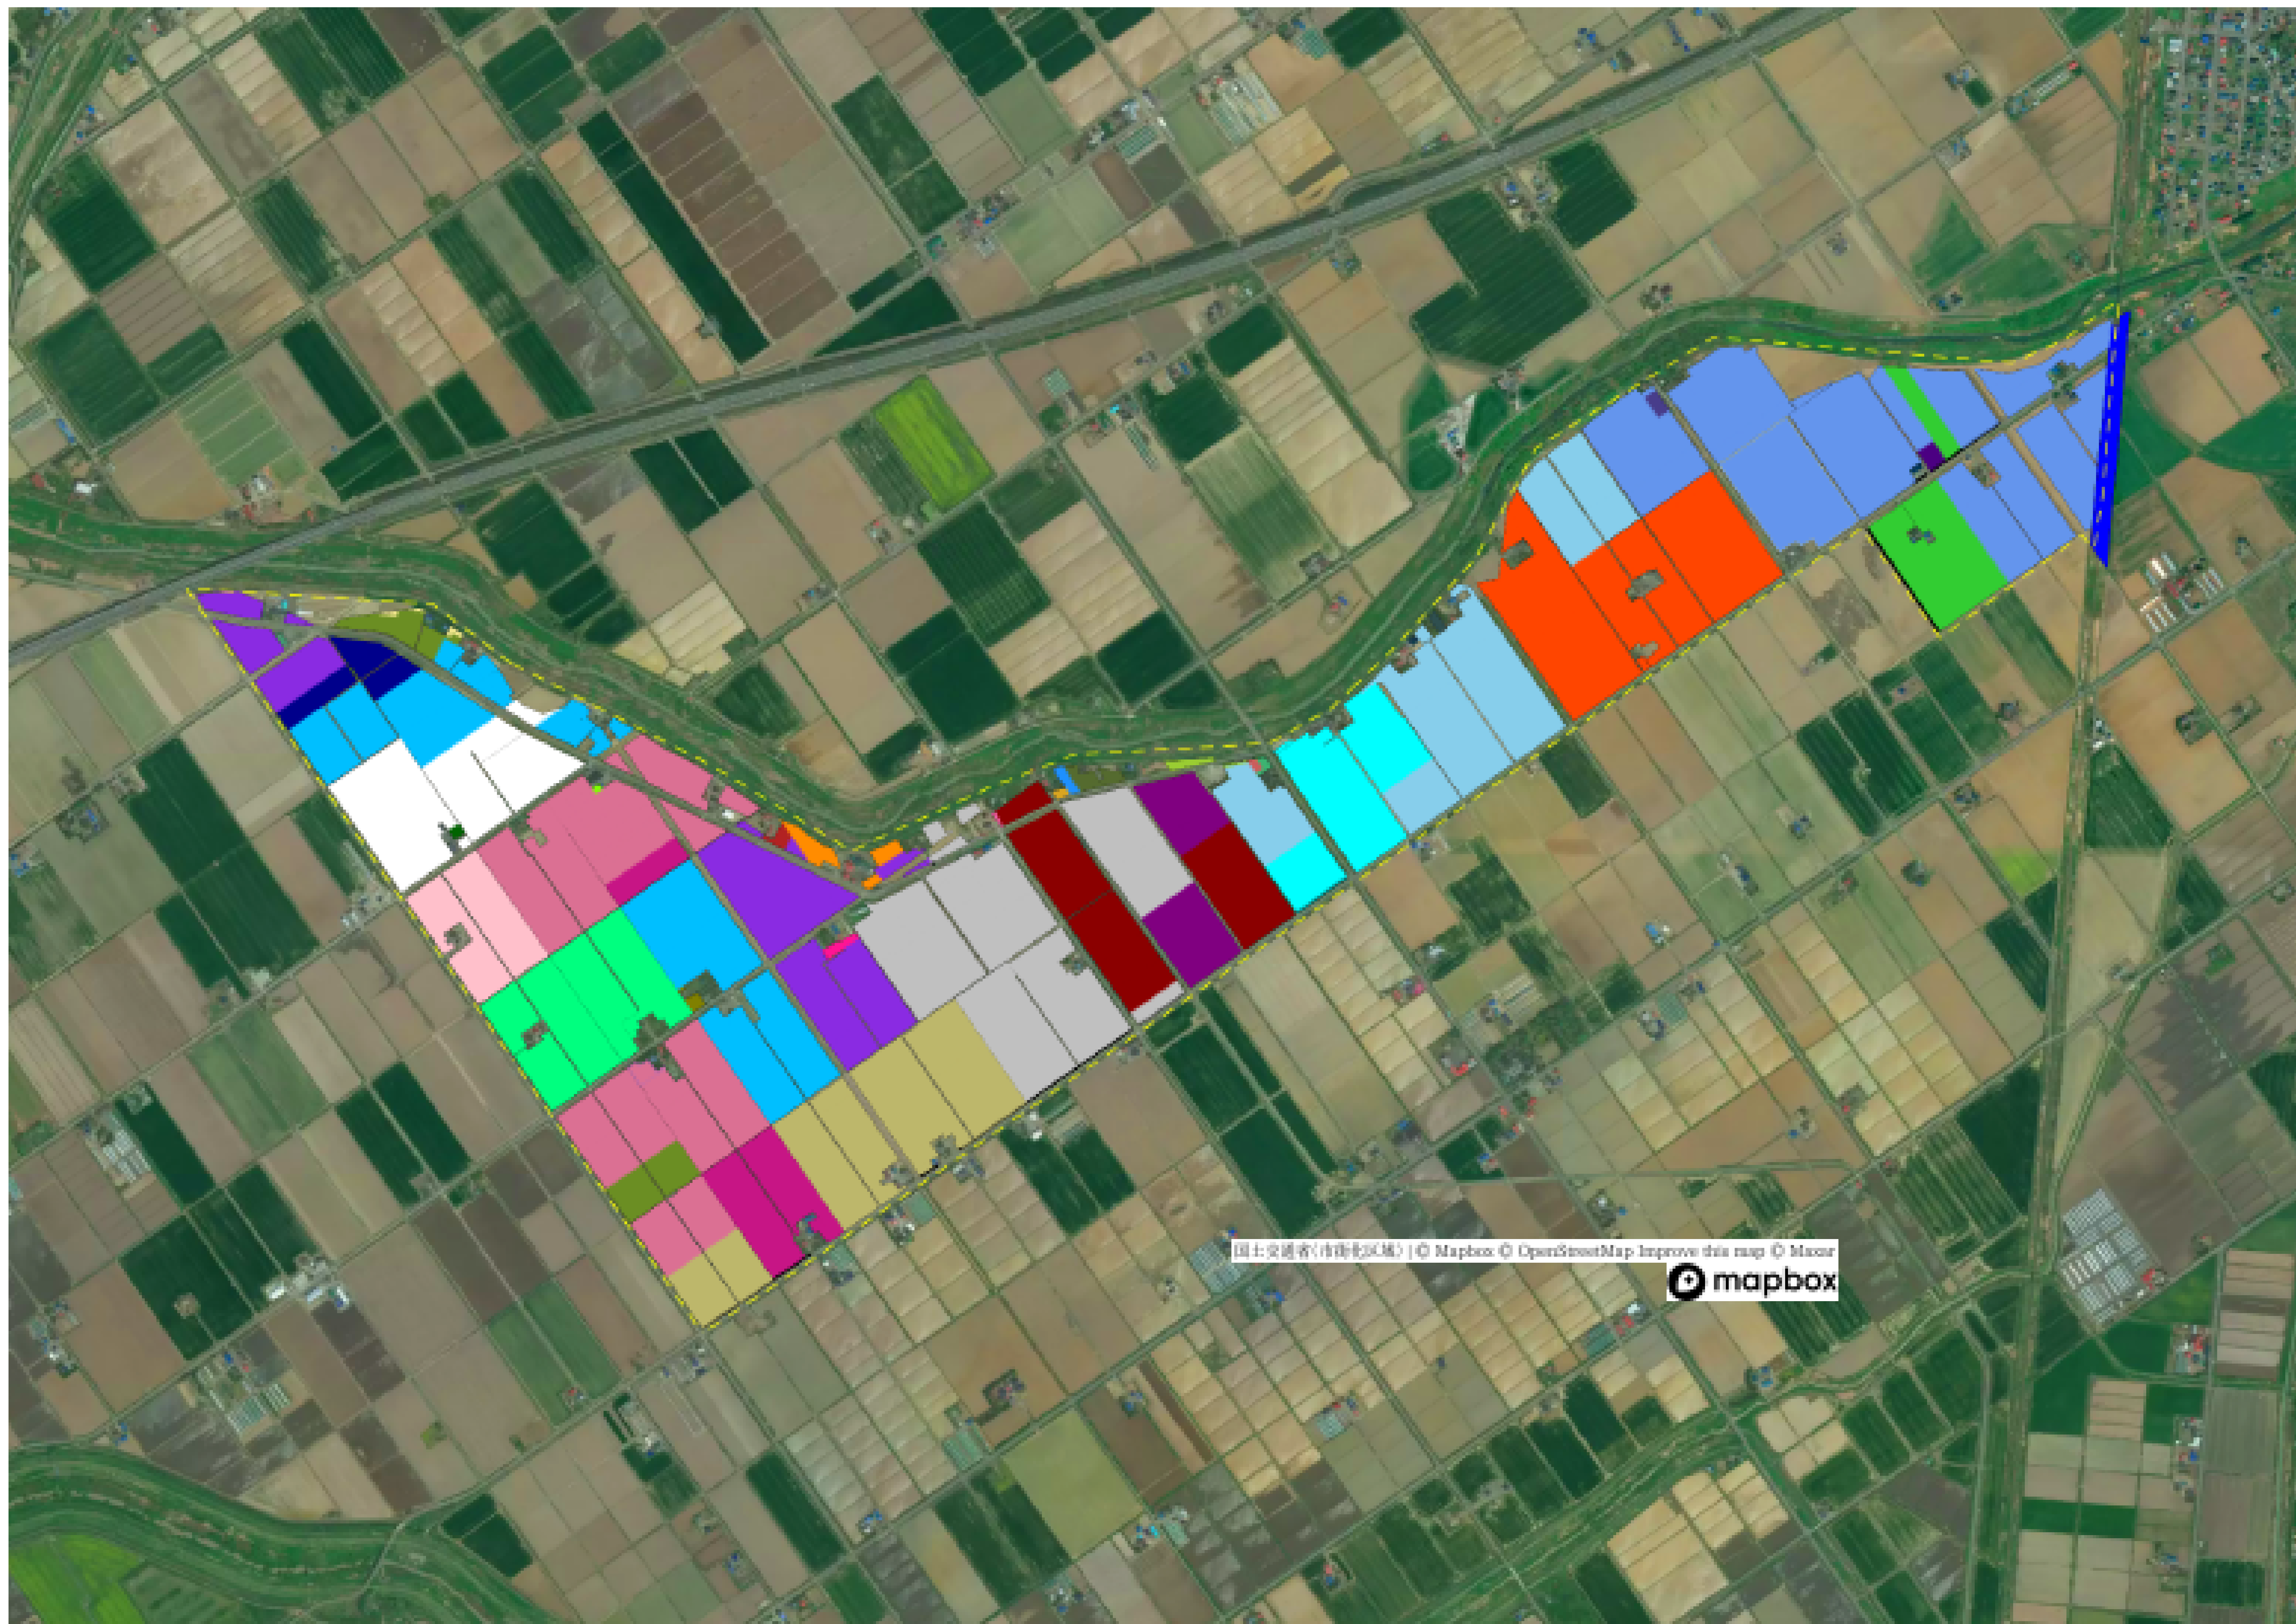 国土交通省(市街化区域) | © Mapbox © OpenStreetMap Improve this map © Maxar
mapbox